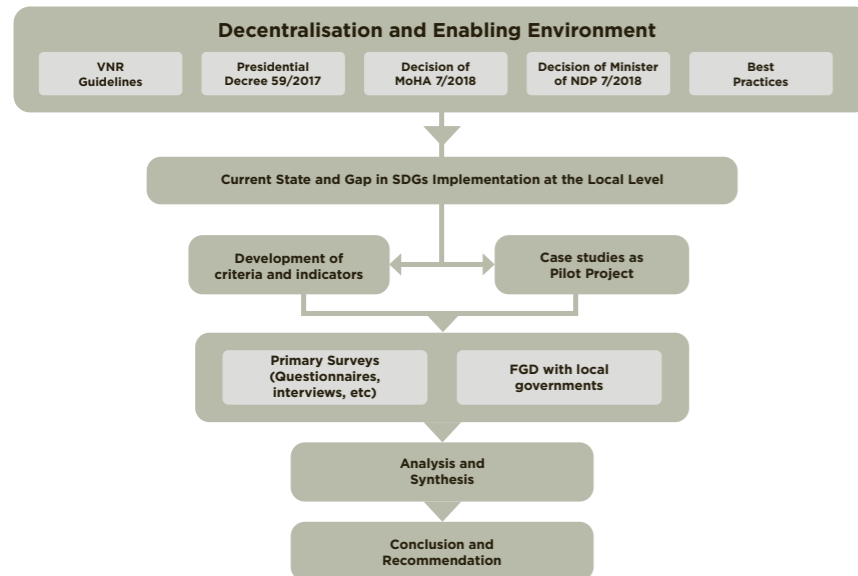 Decentralisation and Enabling Environment
VNR
Guidelines
Presidential
Decree 59/2017
Decision of
MoHA 7/2018
Decision of Minister
of NDP 7/2018
Best
Practices
Current State and Gap in SDGs Implementation at the Local Level
Development of
criteria and indicators
Case studies as
Pilot Project
Primary Surveys
(Questionnaires,
interviews, etc)
FGD with local
governments
Analysis and
Synthesis
Conclusion and
Recommendation